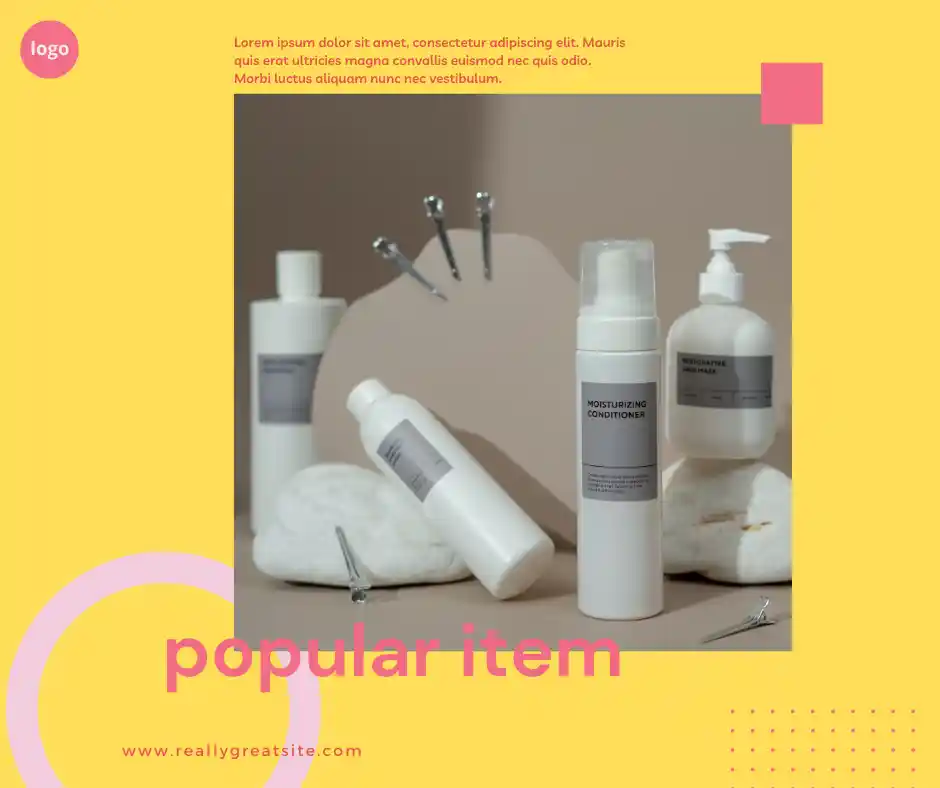 logo
Lorem ipsum dolor sit amet, consectetur adipiscing elit. Mauris
quis erat ultricies magna convallis euismod nec quis odio.
Morbi luctus aliquam nunc nec vestibulum.
MOISTURIZING
CONDITIONER
popular item
www.reallygreatsite.com